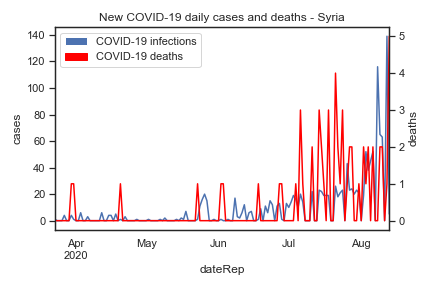 New COVID-19 daily cases and deaths - Syria
COVID-19 infections
COVID-19 deaths
140
120
100
80
60
40
20
0
cases
5
4
3
2
1
0
deaths
Apr
2020
May
Jun
Jul
Aug
dateRep